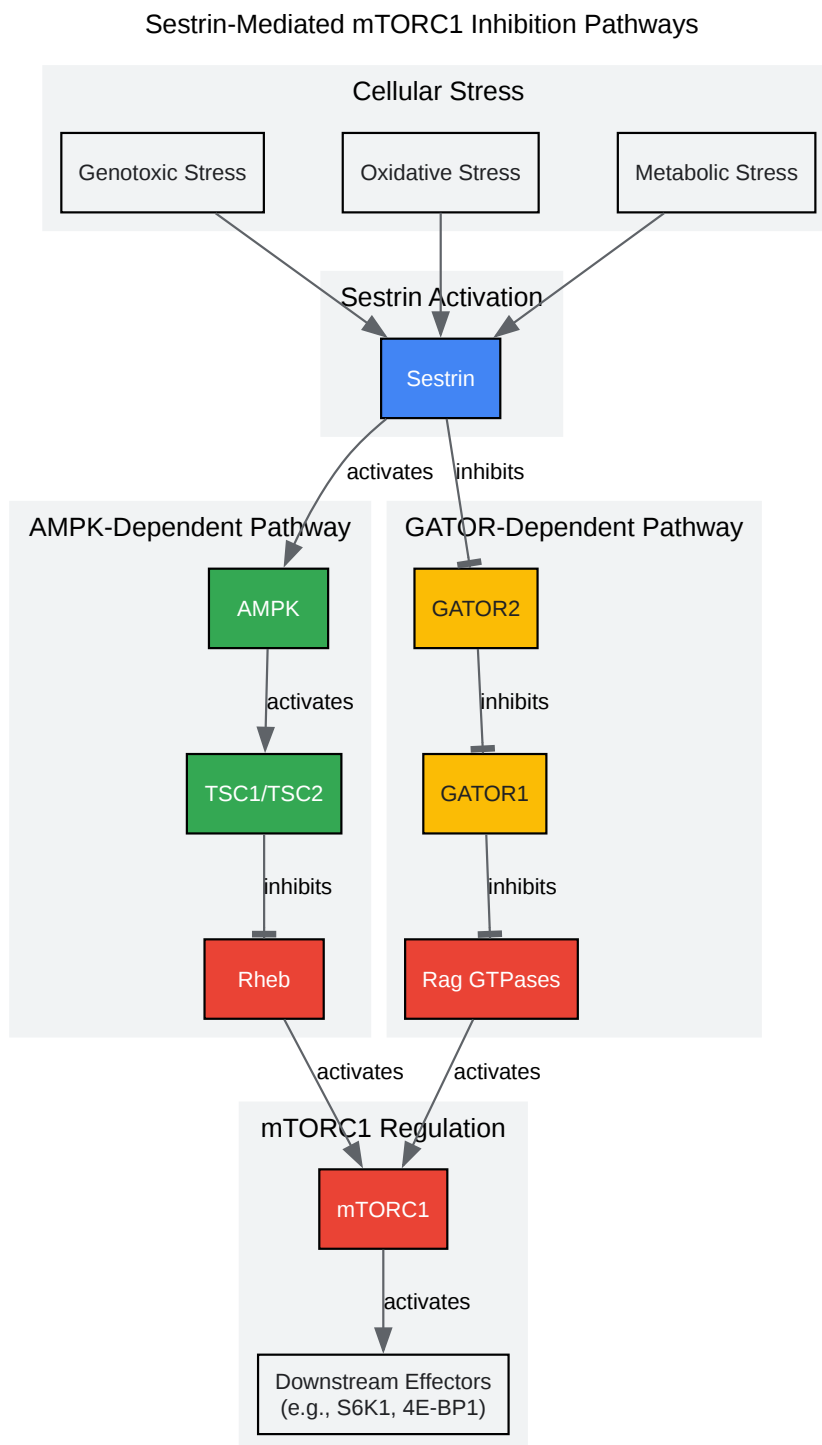 Sestrin-Mediated mTORC1 Inhibition Pathways
Cellular Stress
Genotoxic Stress
Oxidative Stress
Metabolic Stress
Sestrin Activation
Sestrin
activates
inhibits
AMPK-Dependent Pathway
GATOR-Dependent Pathway
AMPK
GATOR2
activates
inhibits
TSC1/TSC2
GATOR1
inhibits
inhibits
Rheb
Rag GTPases
activates
activates
mTORC1 Regulation
mTORC1
activates
Downstream Effectors
(e.g., S6K1, 4E-BP1)